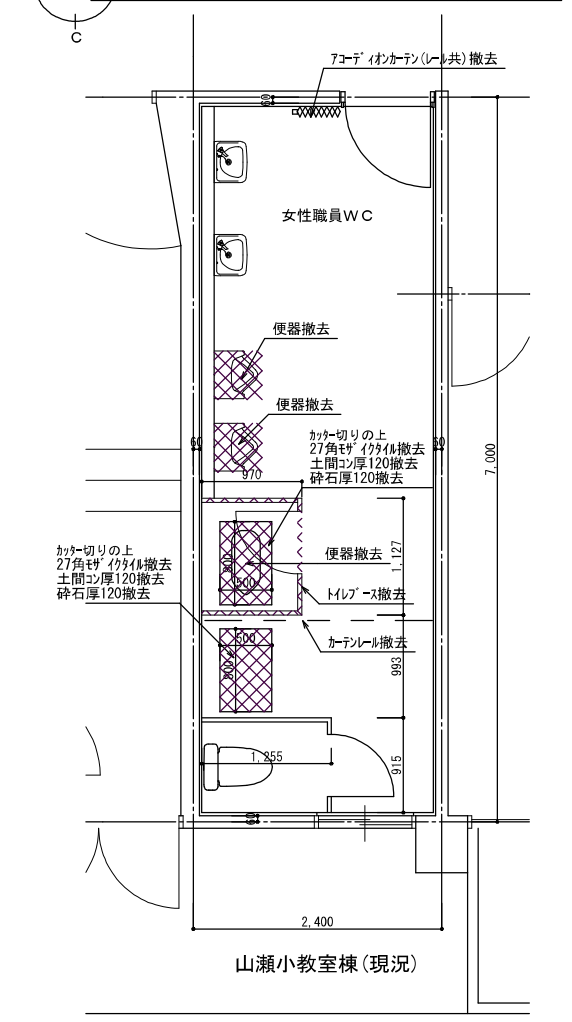 C
アコーディオンカーテン(レール共)撤去
60
女性職員WC
便器撤去
便器撤去
60
60
カッター切りの上
27角モザイクタイル撤去
土間コン厚120撤去
砕石厚120撤去
7,000
970
カッター切りの上
27角モザイクタイル撤去
土間コン厚120撤去
砕石厚120撤去
便器撤去
1,127
800
500
トイレブース撤去
カーテンレール撤去
500
800
993
1,255
915
60
2,400
山瀬小教室棟(現況)